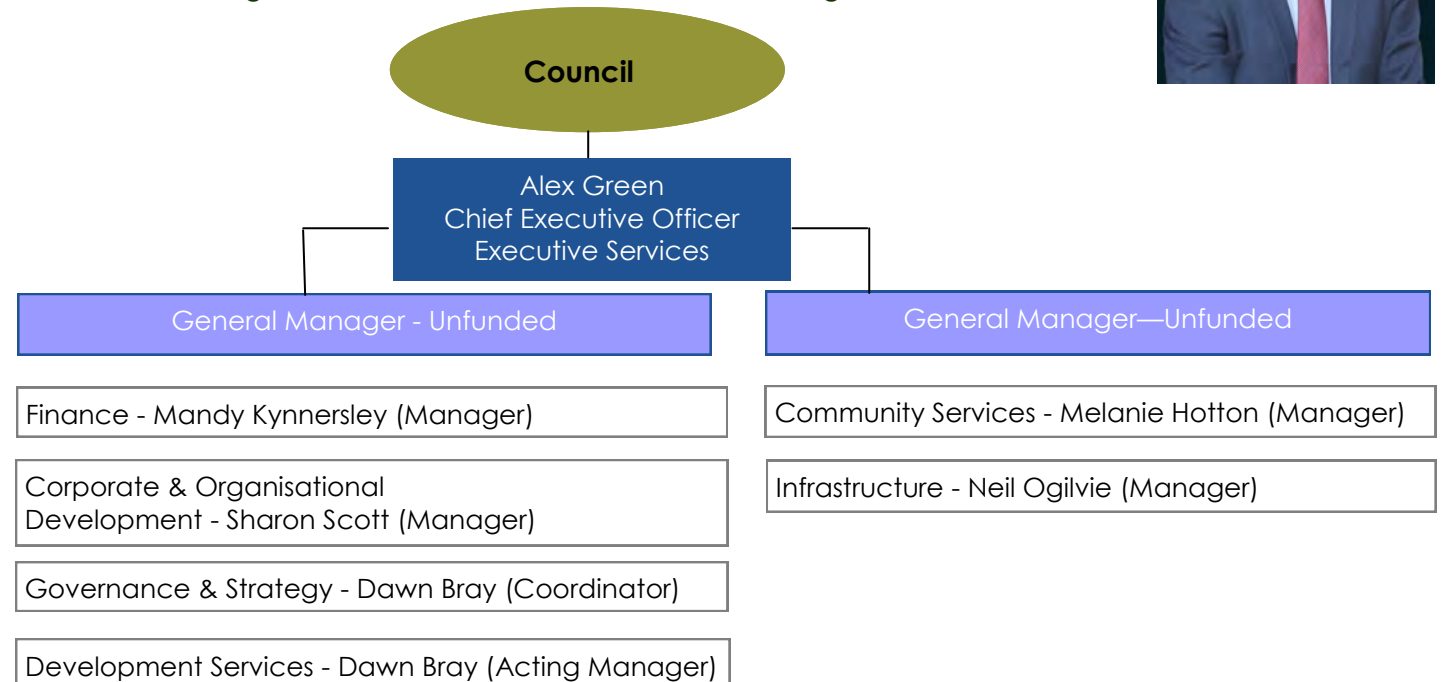 Council
Alex Green
Chief Executive Officer
Executive Services
General Manager - Unfunded
General Manager—Unfunded
Finance - Mandy Kynnersley (Manager)
Community Services - Melanie Hotton (Manager)
Corporate & Organisational
Development - Sharon Scott (Manager)
Infrastructure - Neil Ogilvie (Manager)
Governance & Strategy - Dawn Bray (Coordinator)
Development Services - Dawn Bray (Acting Manager)